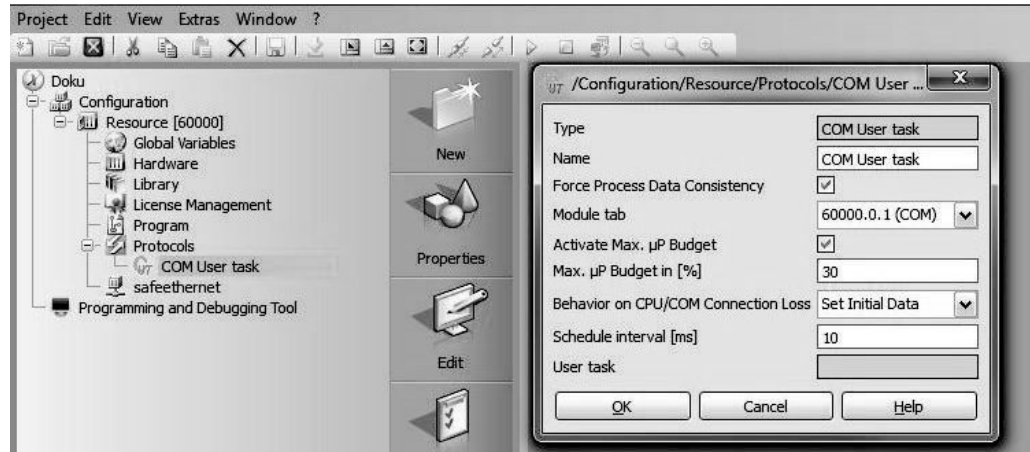 Project Edit View Extras Window ?
Doku
Configuration
Resource [60000]
Global Variables
Hardware
Library
License Management
Program
Protocols
COM User task
safeethernet
Programming and Debugging Tool
New
Properties
Edit
/Configuration/Resource/Protocols/COM User ...
Type COM User task
Name COM User task
Force Process Data Consistency
Module tab 60000.0.1 (COM)
Activate Max. µP Budget
Max. µP Budget in [%] 30
Behavior on CPU/COM Connection Loss Set Initial Data
Schedule interval [ms] 10
User task
OK Cancel Help